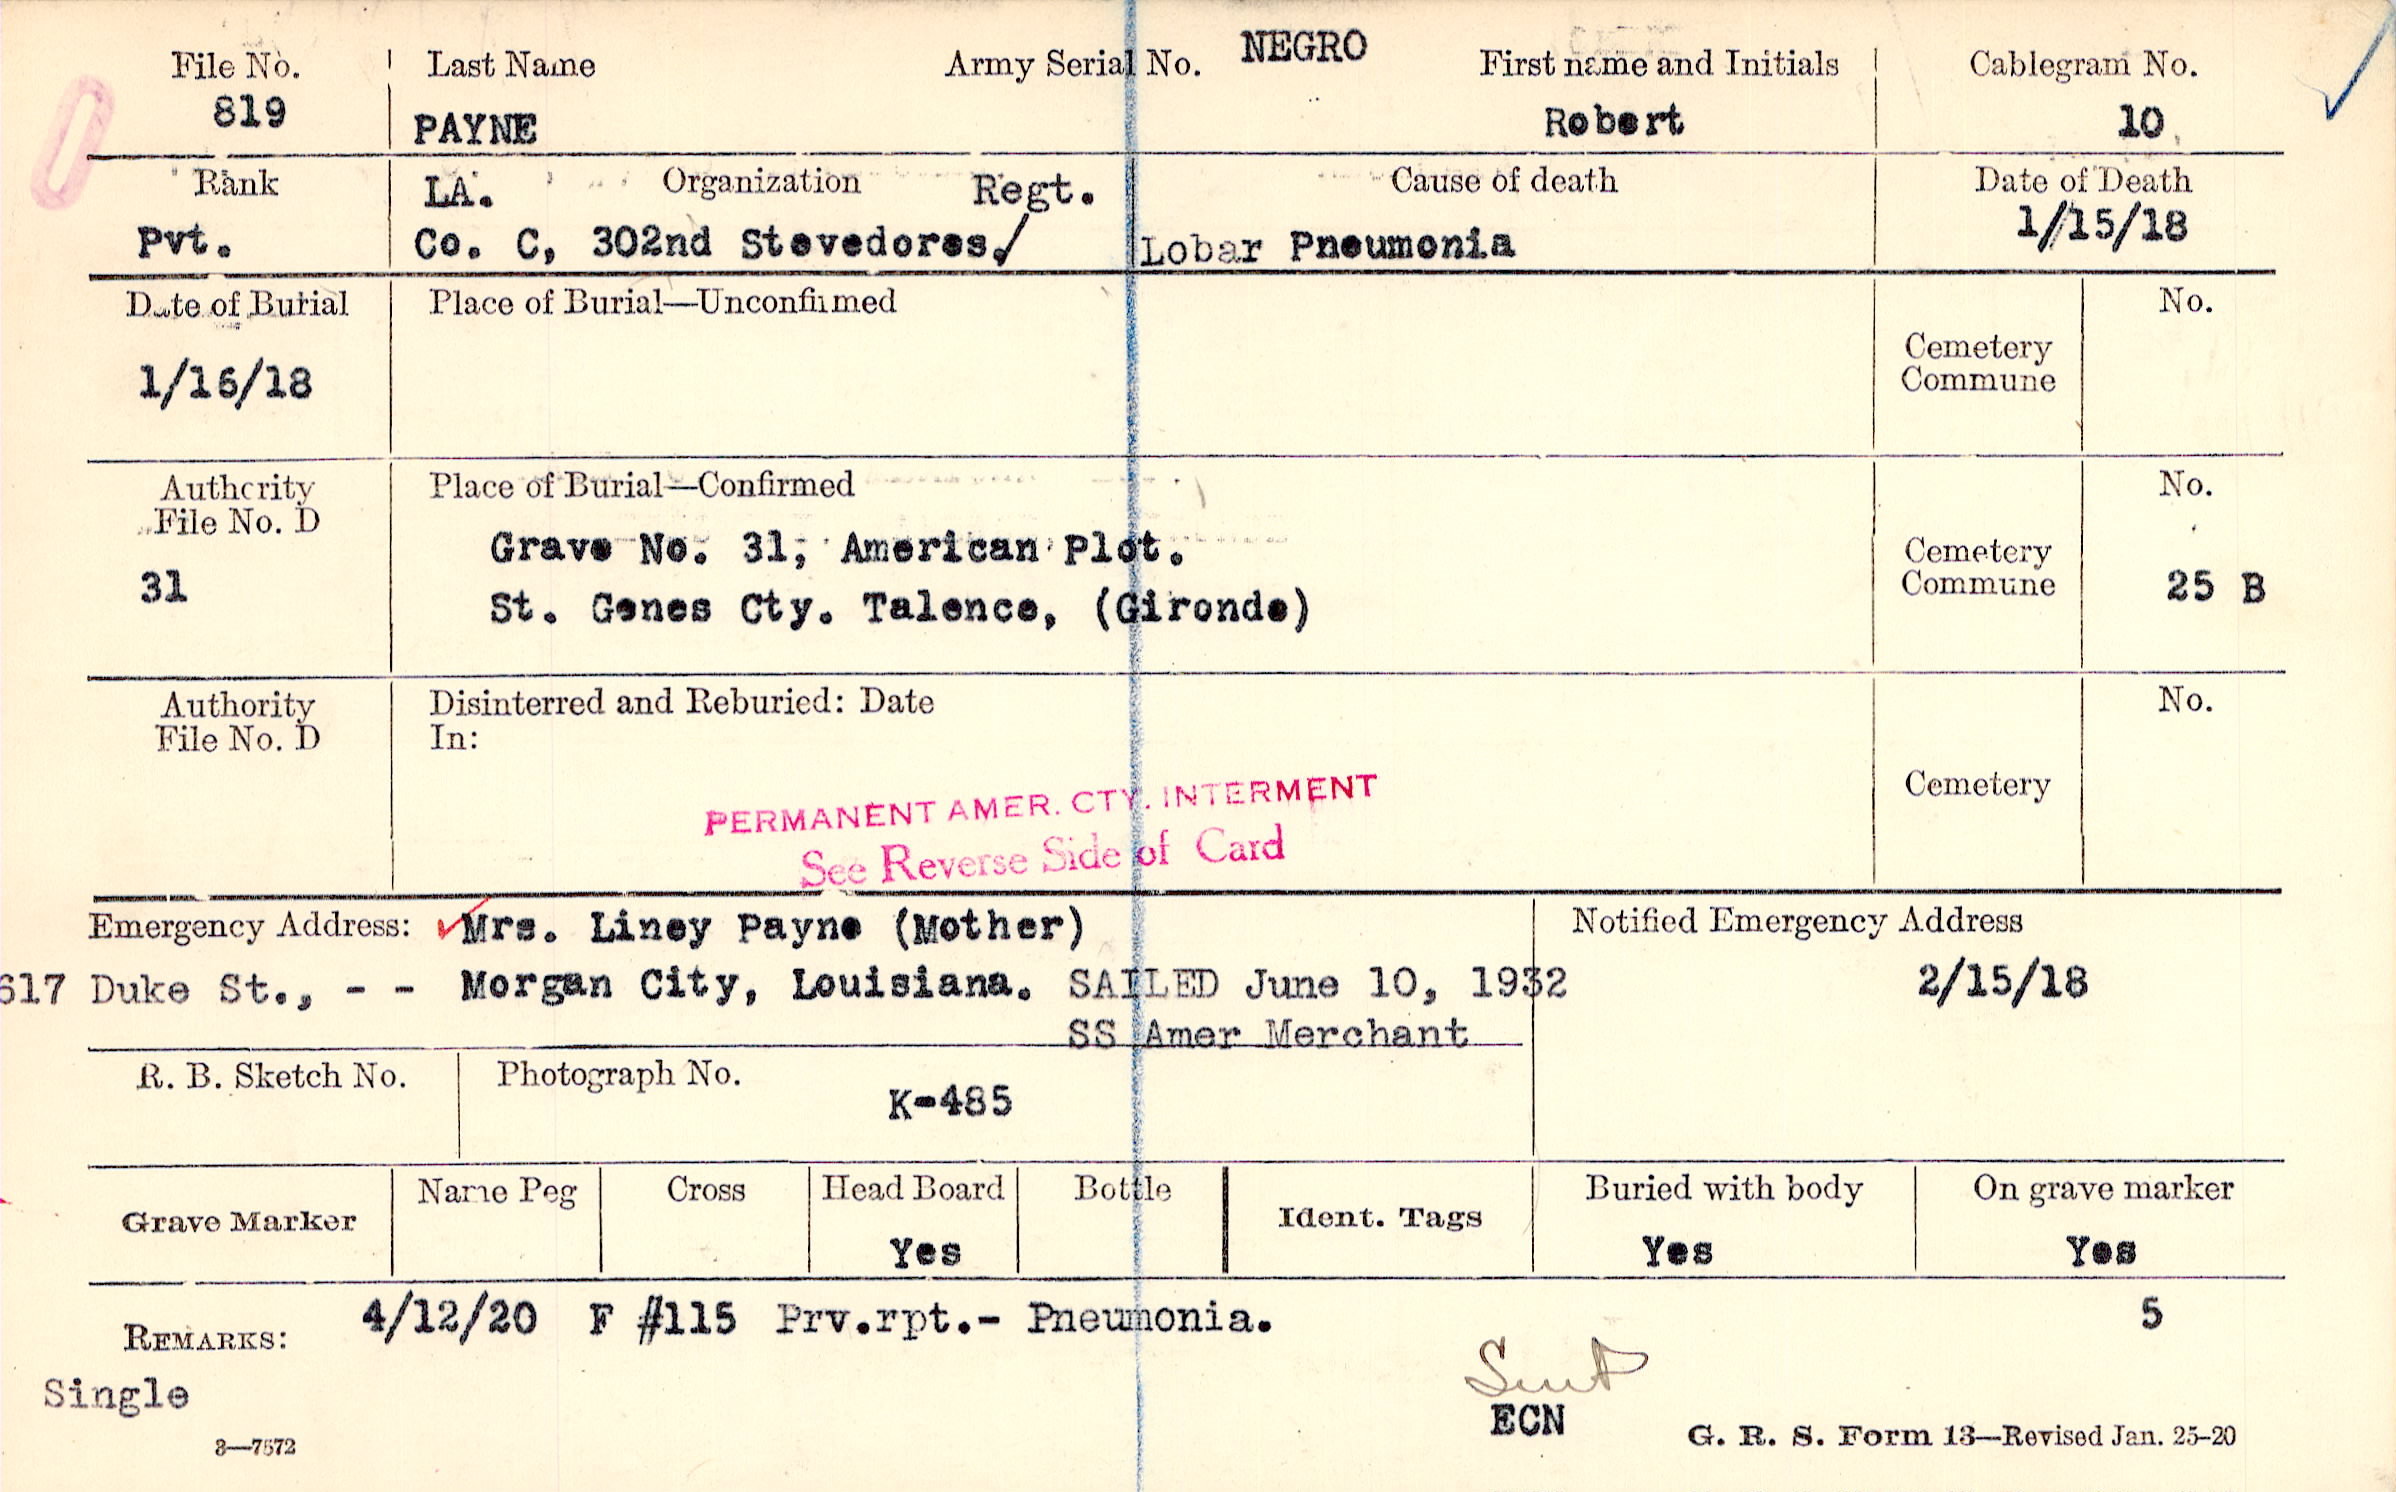 File No. Last Name Army Serial No. NEGRO First name and Initials Cablegram No.
819 PAYNE Robert 10
Rank LA. Organization Regt. Cause of death Date of Death
Pvt. Co. C, 302nd Stevedores. Lobar Pneumonia 1/15/18
Date of Burial Place of Burial—Unconfirmed No.
Cemetery
Commune
1/16/18
Authority Place of Burial—Confirmed No.
File No. D
Grave No. 31, American Plot. Cemetery
31 St. Genes Cty. Talence, (Gironde) Commune 25 B
Authority Disinterred and Reburied: Date No.
File No. D In:
Cemetery
PERMANENT AMER. CTY. INTERMENT
See Reverse Side of Card
Emergency Address: Mrs. Liney Payne (Mother) Notified Emergency Address
617 Duke St., - - Morgan City, Louisiana. SAILED June 10, 1932 2/15/18
SS Amer Merchant
R. B. Sketch No. Photograph No.
K-485
Grave Marker Name Peg Cross Head Board Bottle Ident. Tags Buried with body On grave marker
Yes Yes Yes
REMARKS: 4/12/20 F #115 Prv.rpt.- Pneumonia. 5
Single
ECN
3—7572 G. R. S. Form 13—Revised Jan. 25-20